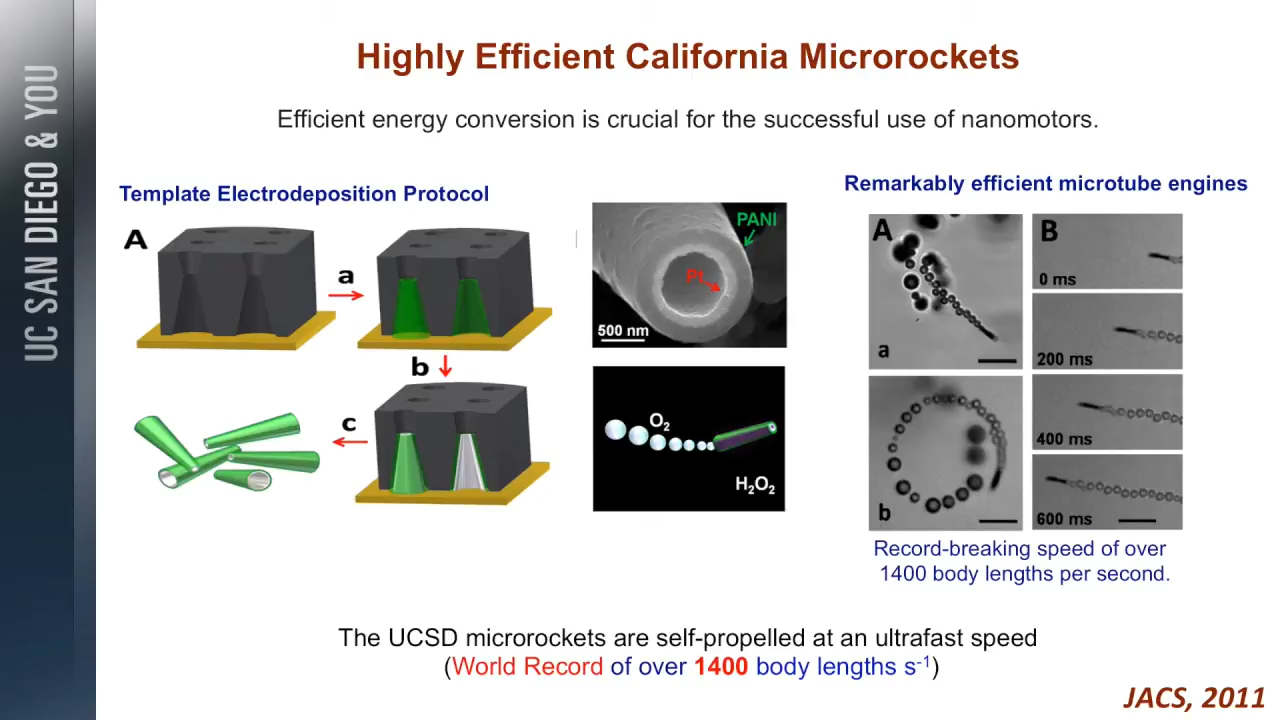 UC SAN DIEGO & YOU
Highly Efficient California Microrockets
Efficient energy conversion is crucial for the successful use of nanomotors.
Template Electrodeposition Protocol
A
a
b
c
PANI
Pt
500 nm
O₂
H₂O₂
Remarkably efficient microtube engines
A
a
b
B
0 ms
200 ms
400 ms
600 ms
Record-breaking speed of over
1400 body lengths per second.
The UCSD microrockets are self-propelled at an ultrafast speed
(World Record of over 1400 body lengths s⁻¹)
JACS, 2011